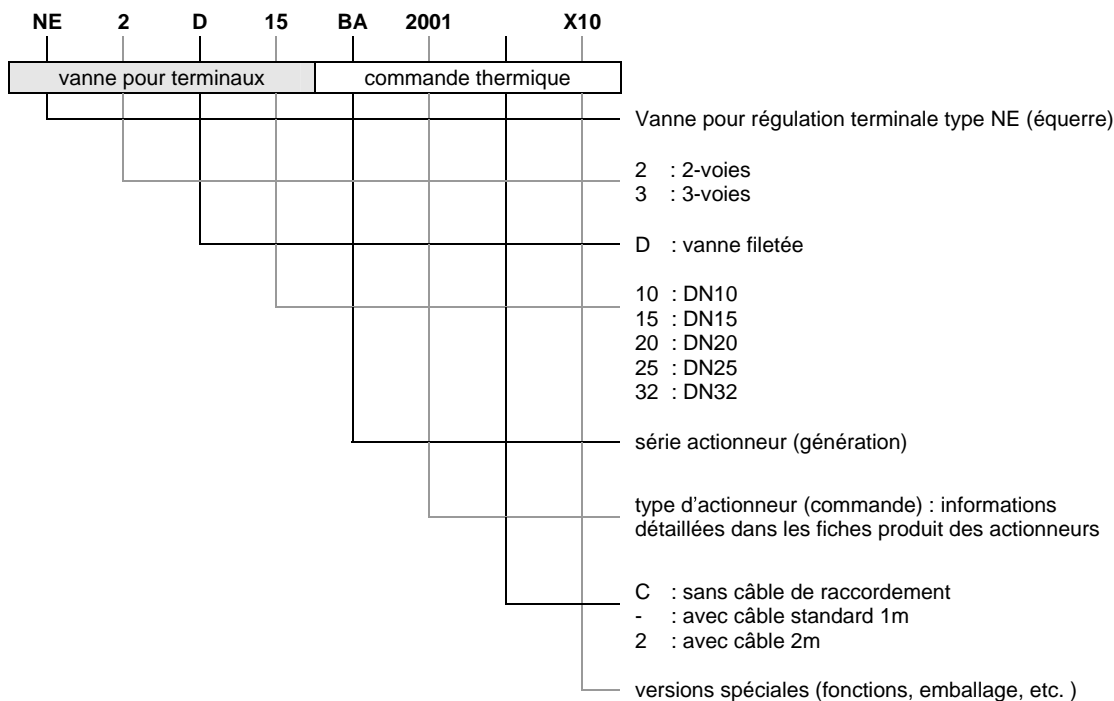 NE 2 D 15 BA 2001 X10
vanne pour terminaux commande thermique
Vanne pour régulation terminale type NE (équerre)
2 : 2-voies
3 : 3-voies
D : vanne filetée
10 : DN10
15 : DN15
20 : DN20
25 : DN25
32 : DN32
série actionneur (génération)
type d'actionneur (commande) : informations
détaillées dans les fiches produit des actionneurs
C : sans câble de raccordement
- : avec câble standard 1m
2 : avec câble 2m
versions spéciales (fonctions, emballage, etc. )